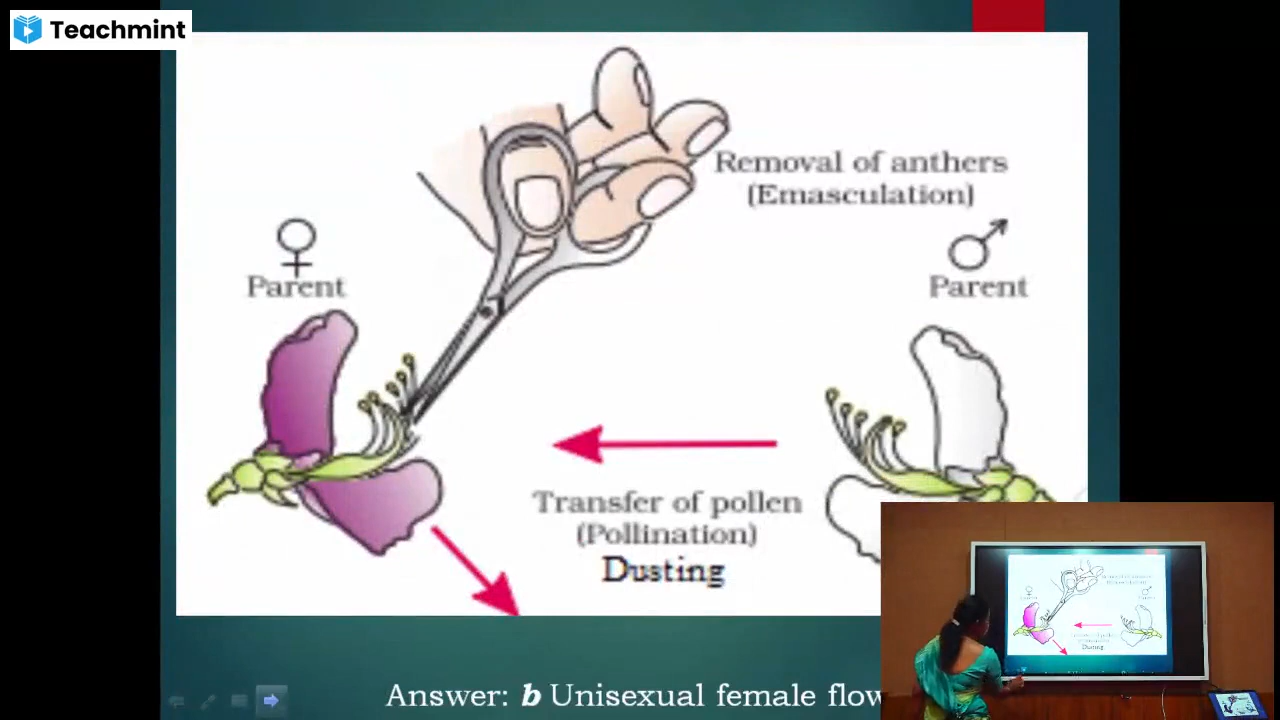 Teachmint
Removal of anthers
(Emasculation)
Parent
Parent
Transfer of pollen
(Pollination)
Dusting
Answer: b Unisexual female flow